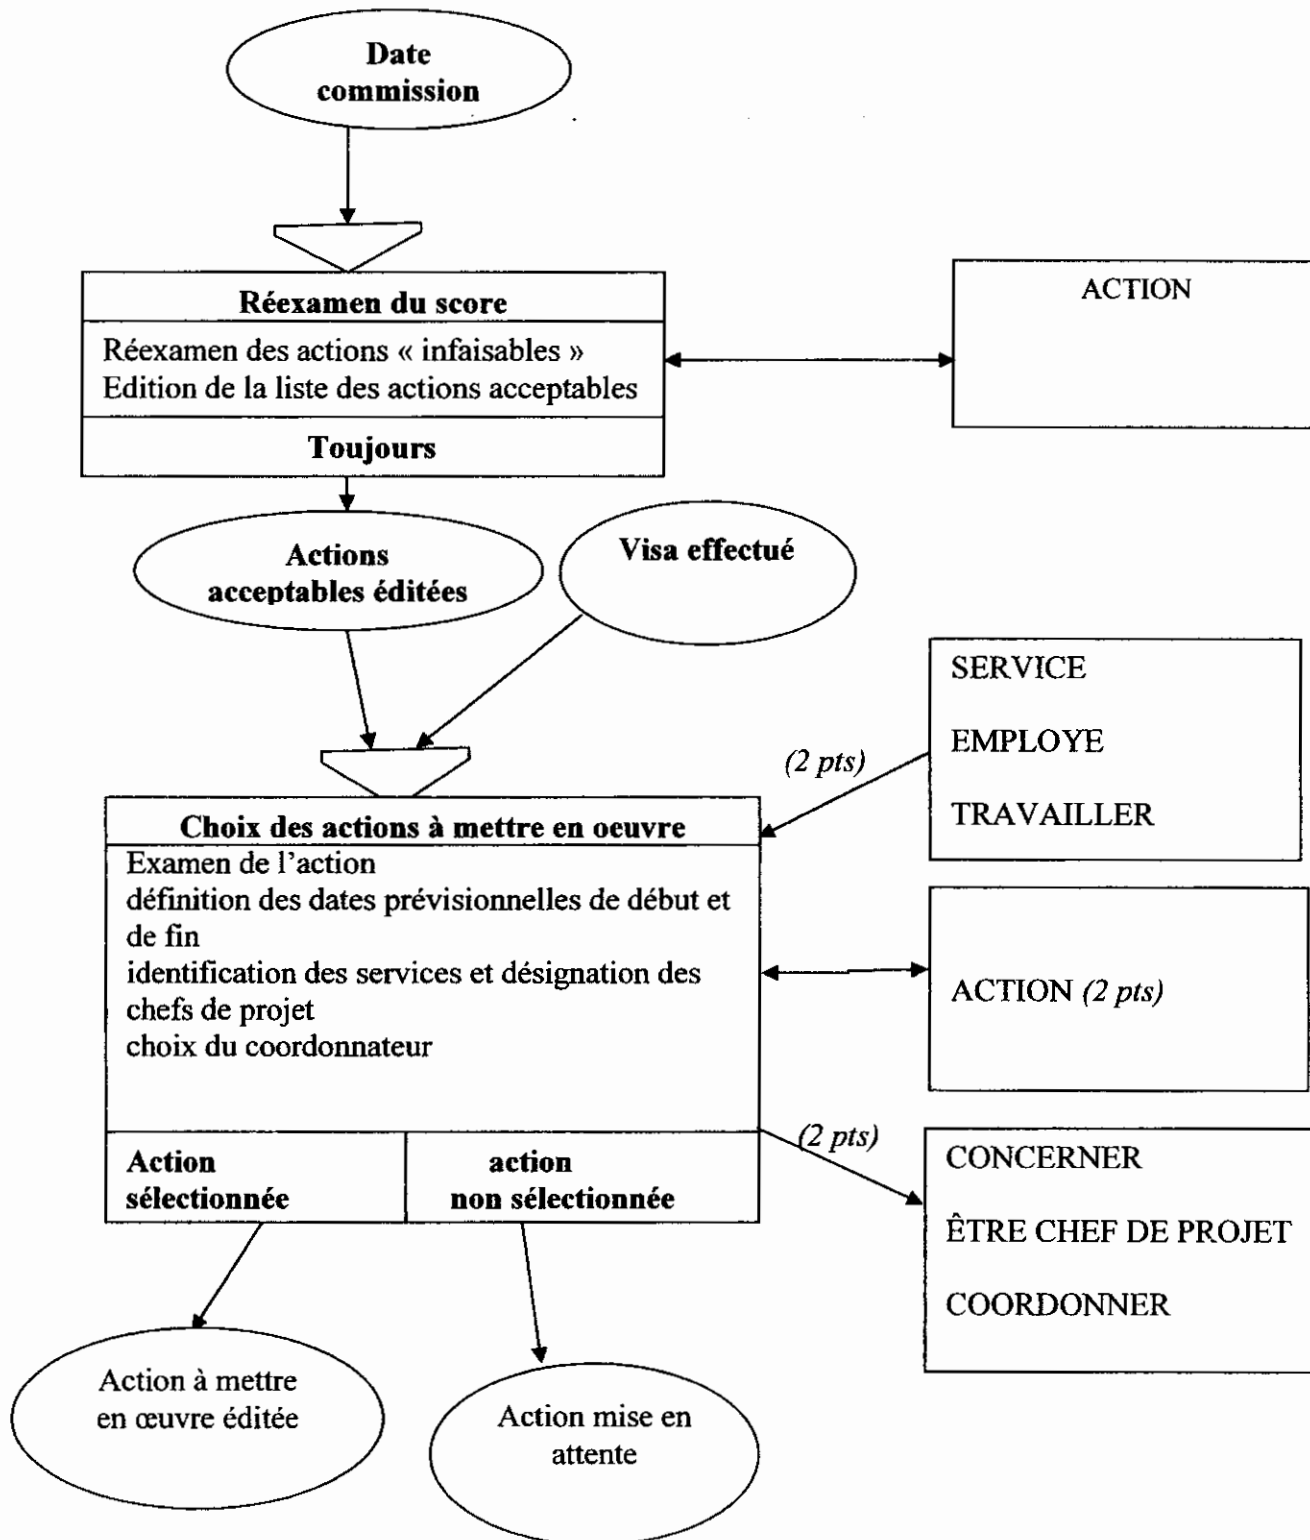 Date
commission
Réexamen du score
ACTION
Réexamen des actions « infaisables »
Edition de la liste des actions acceptables
Toujours
Actions
acceptables éditées
Visa effectué
SERVICE
EMPLOYE
TRAVAILLER
(2 pts)
Choix des actions à mettre en oeuvre
Examen de l'action
définition des dates prévisionnelles de début et
de fin
identification des services et désignation des
chefs de projet
choix du coordonnateur
ACTION (2 pts)
(2 pts)
CONCERNER
ÊTRE CHEF DE PROJET
COORDONNER
Action
sélectionnée
action
non sélectionnée
Action à mettre
en œuvre éditée
Action mise en
attente